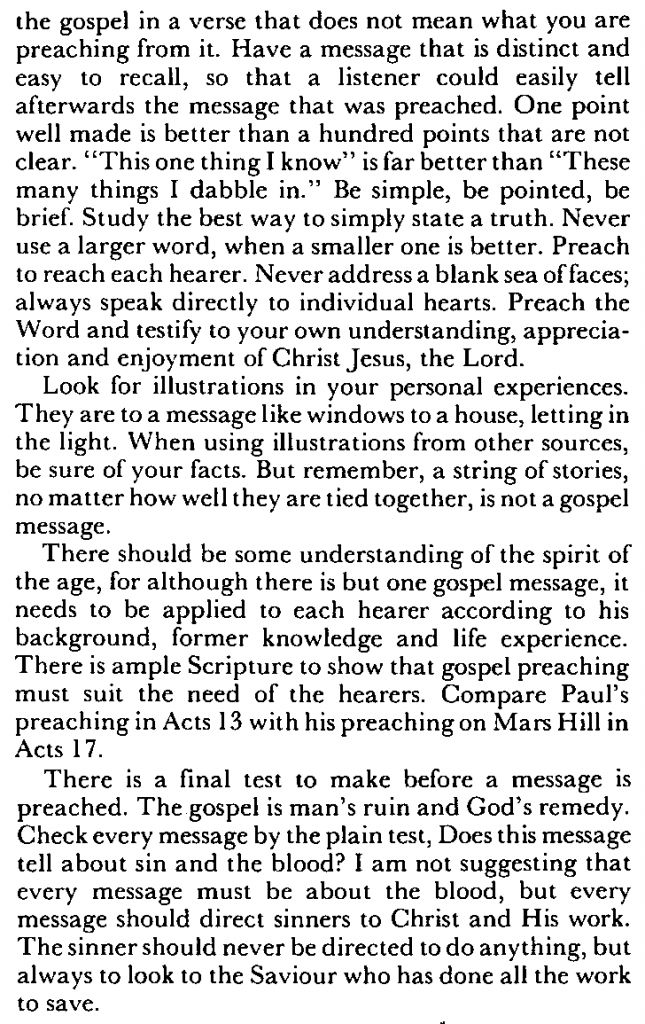 the gospel in a verse that does not mean what you are
preaching from it. Have a message that is distinct and
easy to recall, so that a listener could easily tell
afterwards the message that was preached. One point
well made is better than a hundred points that are not
clear. “This one thing I know” is far better than “These
many things I dabble in.” Be simple, be pointed, be
brief. Study the best way to simply state a truth. Never
use a larger word, when a smaller one is better. Preach
to reach each hearer. Never address a blank sea of faces;
always speak directly to individual hearts. Preach the
Word and testify to your own understanding, apprecia-
tion and enjoyment of Christ Jesus, the Lord.
Look for illustrations in your personal experiences.
They are to a message like windows to a house, letting in
the light. When using illustrations from other sources,
be sure of your facts. But remember, a string of stories,
no matter how well they are tied together, is not a gospel
message.
There should be some understanding of the spirit of
the age, for although there is but one gospel message, it
needs to be applied to each hearer according to his
background, former knowledge and life experience.
There is ample Scripture to show that gospel preaching
must suit the need of the hearers. Compare Paul’s
preaching in Acts 13 with his preaching on Mars Hill in
Acts 17.
There is a final test to make before a message is
preached. The gospel is man’s ruin and God’s remedy.
Check every message by the plain test, Does this message
tell about sin and the blood? I am not suggesting that
every message must be about the blood, but every
message should direct sinners to Christ and His work.
The sinner should never be directed to do anything, but
always to look to the Saviour who has done all the work
to save.